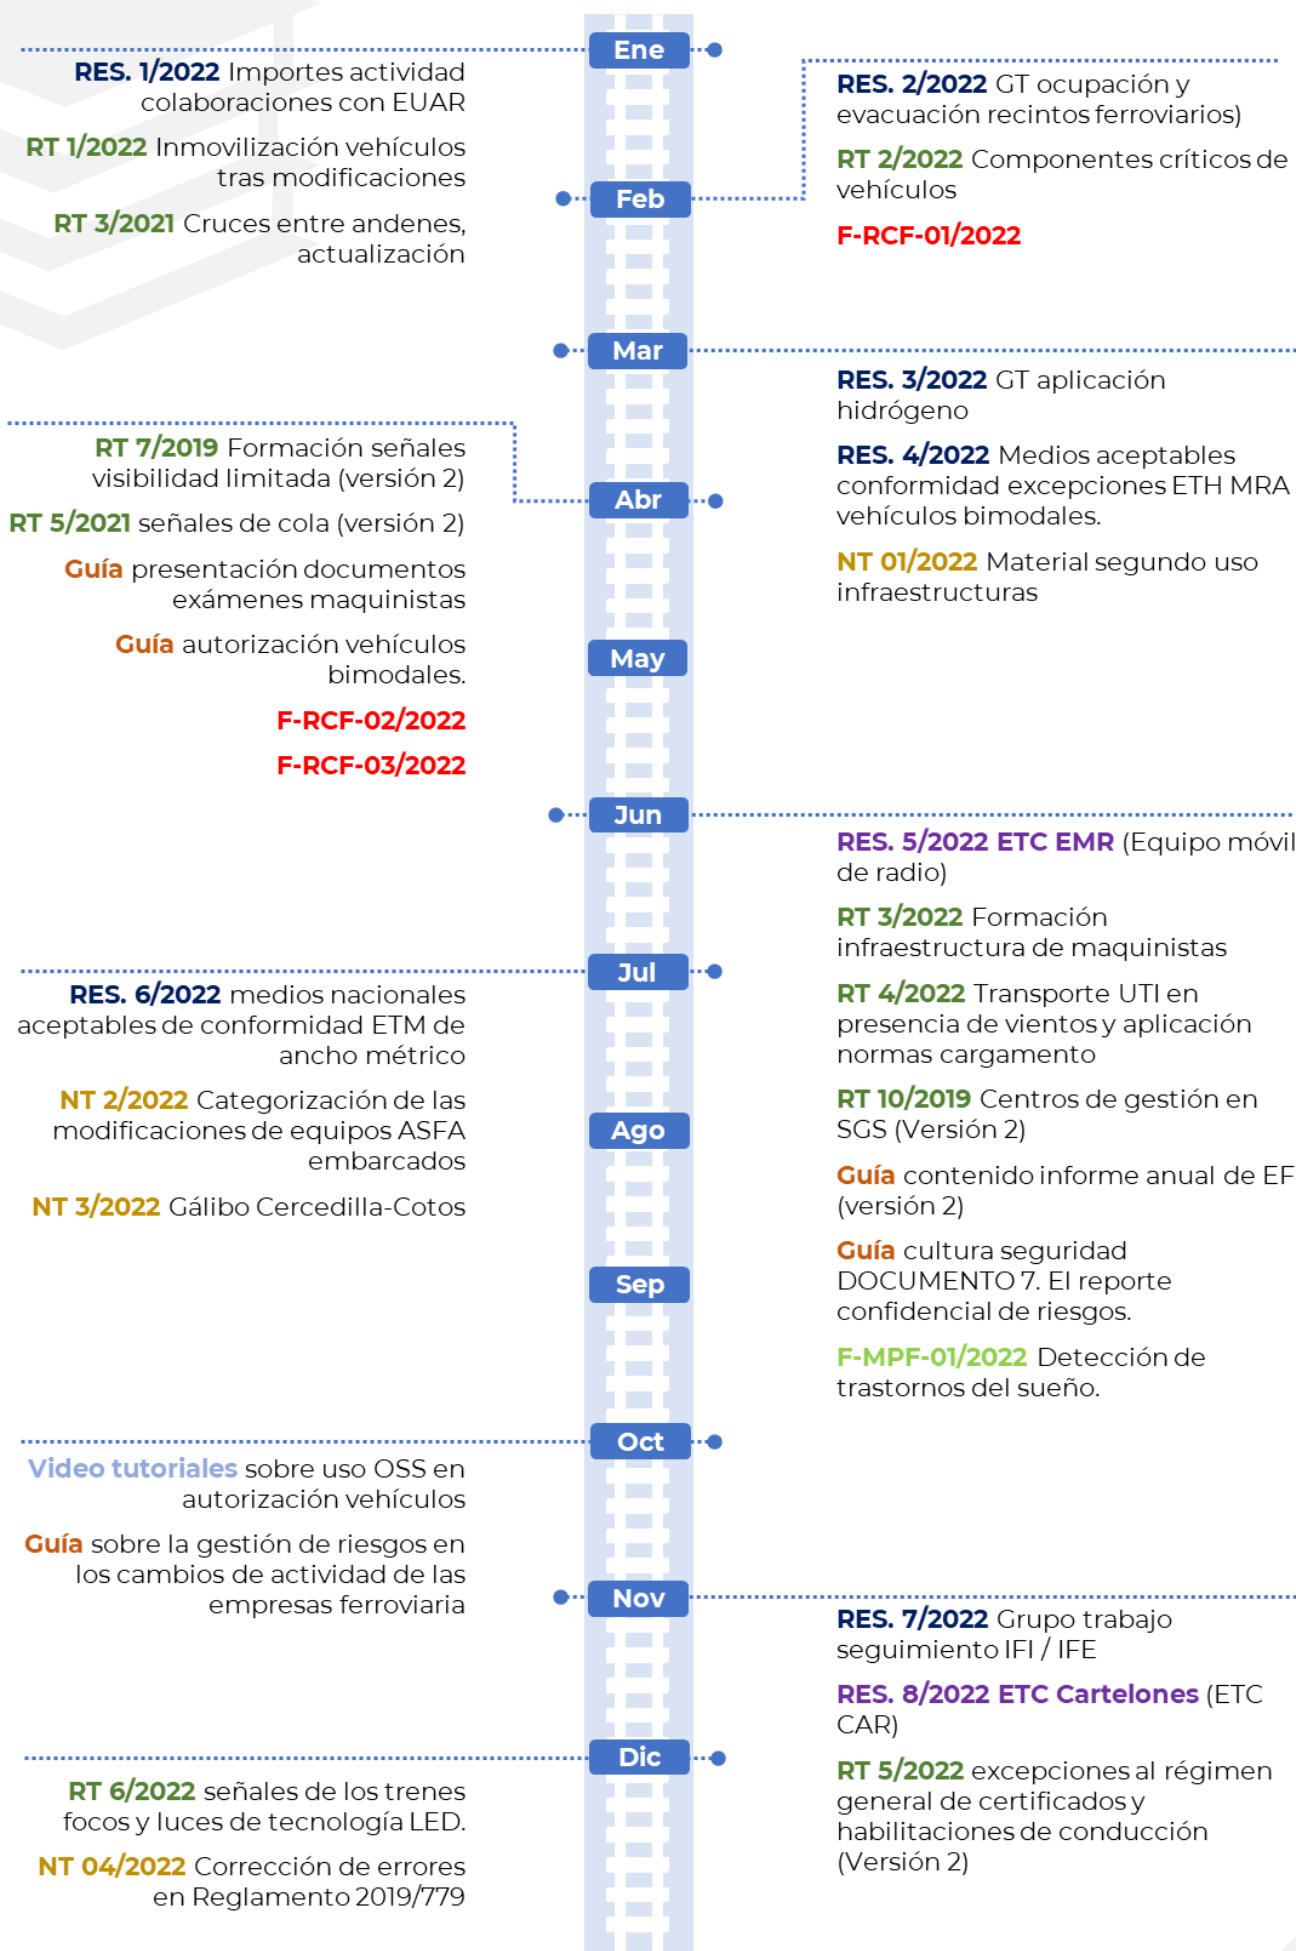 Ene
RES. 1/2022 Importes actividad
colaboraciones con EUAR
RT 1/2022 Inmovilización vehículos
tras modificaciones
RT 3/2021 Cruces entre andenes,
actualización
Feb
RES. 2/2022 GT ocupación y
evacuación recintos ferroviarios)
RT 2/2022 Componentes críticos de
vehículos
F-RCF-01/2022
Mar
RES. 3/2022 GT aplicación
hidrógeno
RES. 4/2022 Medios aceptables
conformidad excepciones ETH MRA
vehículos bimodales.
NT 01/2022 Material segundo uso
infraestructuras
Abr
RT 7/2019 Formación señales
visibilidad limitada (versión 2)
RT 5/2021 señales de cola (versión 2)
Guía presentación documentos
exámenes maquinistas
Guía autorización vehículos
bimodales.
F-RCF-02/2022
F-RCF-03/2022
May
Jun
RES. 5/2022 ETC EMR (Equipo móvil
de radio)
RT 3/2022 Formación
infraestructura de maquinistas
RT 4/2022 Transporte UTI en
presencia de vientos y aplicación
normas cargamento
RT 10/2019 Centros de gestión en
SGS (Versión 2)
Guía contenido informe anual de EF
(versión 2)
Guía cultura seguridad
DOCUMENTO 7. El reporte
confidencial de riesgos.
F-MPF-01/2022 Detección de
trastornos del sueño.
Jul
RES. 6/2022 medios nacionales
aceptables de conformidad ETM de
ancho métrico
NT 2/2022 Categorización de las
modificaciones de equipos ASFA
embarcados
NT 3/2022 Gálibo Cercedilla-Cotos
Ago
Sep
Oct
Video tutoriales sobre uso OSS en
autorización vehículos
Guía sobre la gestión de riesgos en
los cambios de actividad de las
empresas ferroviaria
Nov
RES. 7/2022 Grupo trabajo
seguimiento IFI / IFE
RES. 8/2022 ETC Cartelones (ETC
CAR)
RT 5/2022 excepciones al régimen
general de certificados y
habilitaciones de conducción
(Versión 2)
Dic
RT 6/2022 señales de los trenes
focos y luces de tecnología LED.
NT 04/2022 Corrección de errores
en Reglamento 2019/779